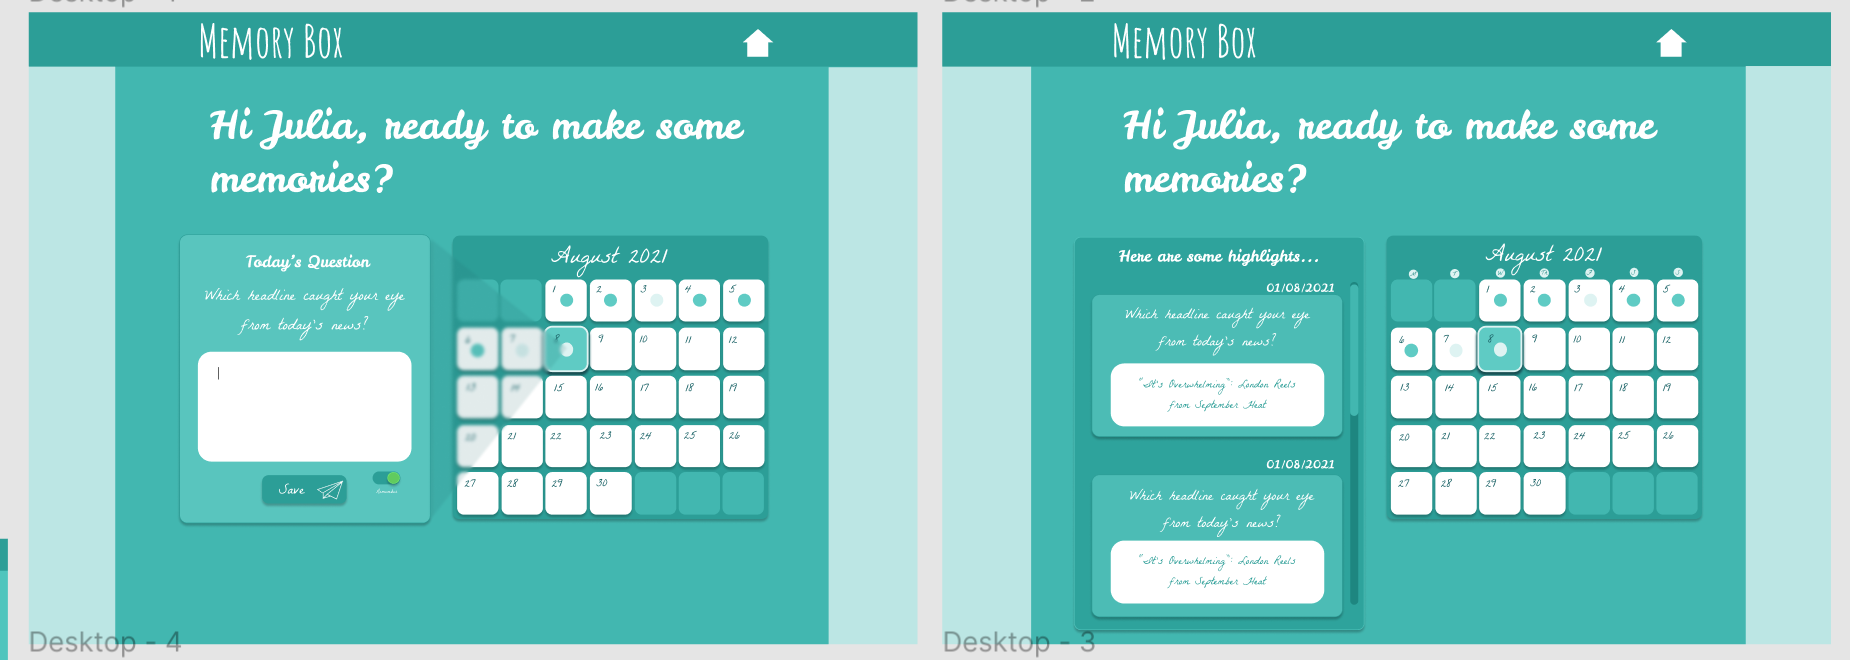 Memory Box
Hi Julia, ready to make some
memories?
Today's Question
Which headline caught your eye
from today's news?
Save
Remember
August 2021
1 2 3 4 5
6 7 8 9 10 11 12
13 14 15 16 17 18 19
20 21 22 23 24 25 26
27 28 29 30
Desktop - 4
Memory Box
Hi Julia, ready to make some
memories?
Here are some highlights...
01/08/2021
Which headline caught your eye
from today's news?
"It's Overwhelming": London Reels
from September Heat
01/08/2021
Which headline caught your eye
from today's news?
"It's Overwhelming": London Reels
from September Heat
August 2021
M T W Th F S S
1 2 3 4 5
6 7 8 9 10 11 12
13 14 15 16 17 18 19
20 21 22 23 24 25 26
27 28 29 30
Desktop - 3